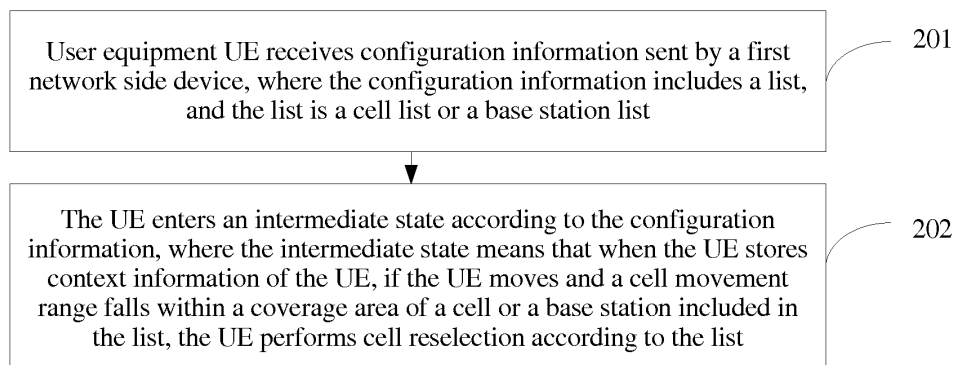 User equipment UE receives configuration information sent by a first
network side device, where the configuration information includes a list,
and the list is a cell list or a base station list
201
The UE enters an intermediate state according to the configuration
information, where the intermediate state means that when the UE stores
context information of the UE, if the UE moves and a cell movement
range falls within a coverage area of a cell or a base station included in
the list, the UE performs cell reselection according to the list
202